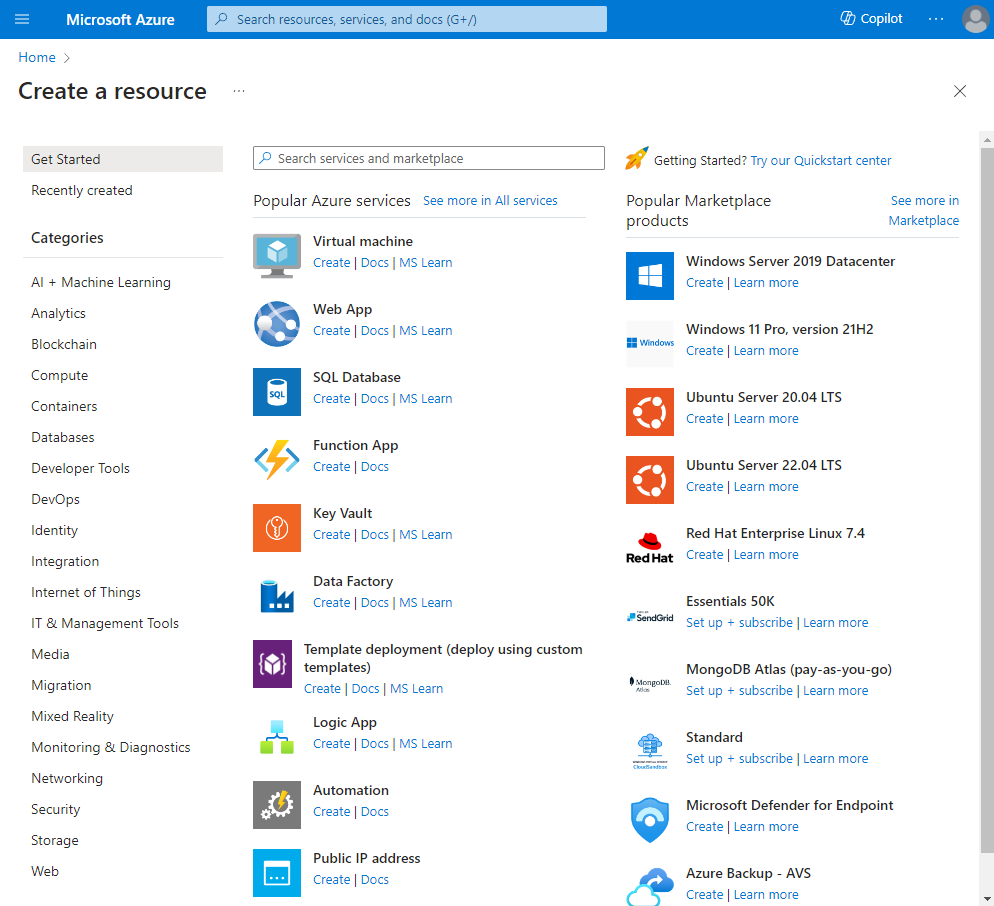 Microsoft Azure
Search resources, services, and docs (G+/)
Copilot
Home
Create a resource
Get Started
Recently created
Categories
AI + Machine Learning
Analytics
Blockchain
Compute
Containers
Databases
Developer Tools
DevOps
Identity
Integration
Internet of Things
IT & Management Tools
Media
Migration
Mixed Reality
Monitoring & Diagnostics
Networking
Security
Storage
Web
Search services and marketplace
Popular Azure services See more in All services
Virtual machine
Create | Docs | MS Learn
Web App
Create | Docs | MS Learn
SQL
SQL Database
Create | Docs | MS Learn
Function App
Create | Docs
Key Vault
Create | Docs | MS Learn
Data Factory
Create | Docs | MS Learn
Template deployment (deploy using custom
templates)
Create | Docs | MS Learn
Logic App
Create | Docs | MS Learn
Automation
Create | Docs
Public IP address
Create | Docs
Getting Started? Try our Quickstart center
Popular Marketplace
products
See more in
Marketplace
Windows Server 2019 Datacenter
Create | Learn more
Windows
Windows 11 Pro, version 21H2
Create | Learn more
Ubuntu Server 20.04 LTS
Create | Learn more
Ubuntu Server 22.04 LTS
Create | Learn more
Red Hat
Red Hat Enterprise Linux 7.4
Create | Learn more
SendGrid
Essentials 50K
Set up + subscribe | Learn more
MongoDB.
Atlas
MongoDB Atlas (pay-as-you-go)
Set up + subscribe | Learn more
CloudSandbox
Standard
Set up + subscribe | Learn more
Microsoft Defender for Endpoint
Create | Learn more
Azure Backup - AVS
Create | Learn more